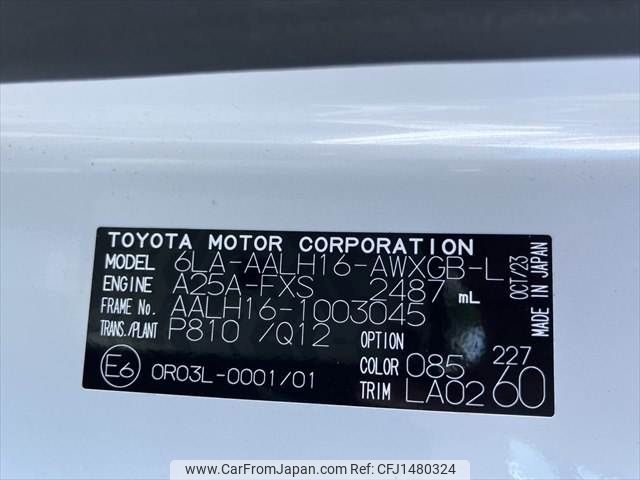 TOYOTA MOTOR CORPORATION
MODEL 6LA-AALH16-AWXGB-L
ENGINE A25A-FXS 2487 mL
FRAME No. AALH16-1003045
TRANS./PLANT P810 /Q12
OPTION
227
COLOR 085
TRIM LA02 60
E6 0R03L-0001/01
OCT/23
MADE IN JAPAN
www.CarFromJapan.com - CFJ1480324